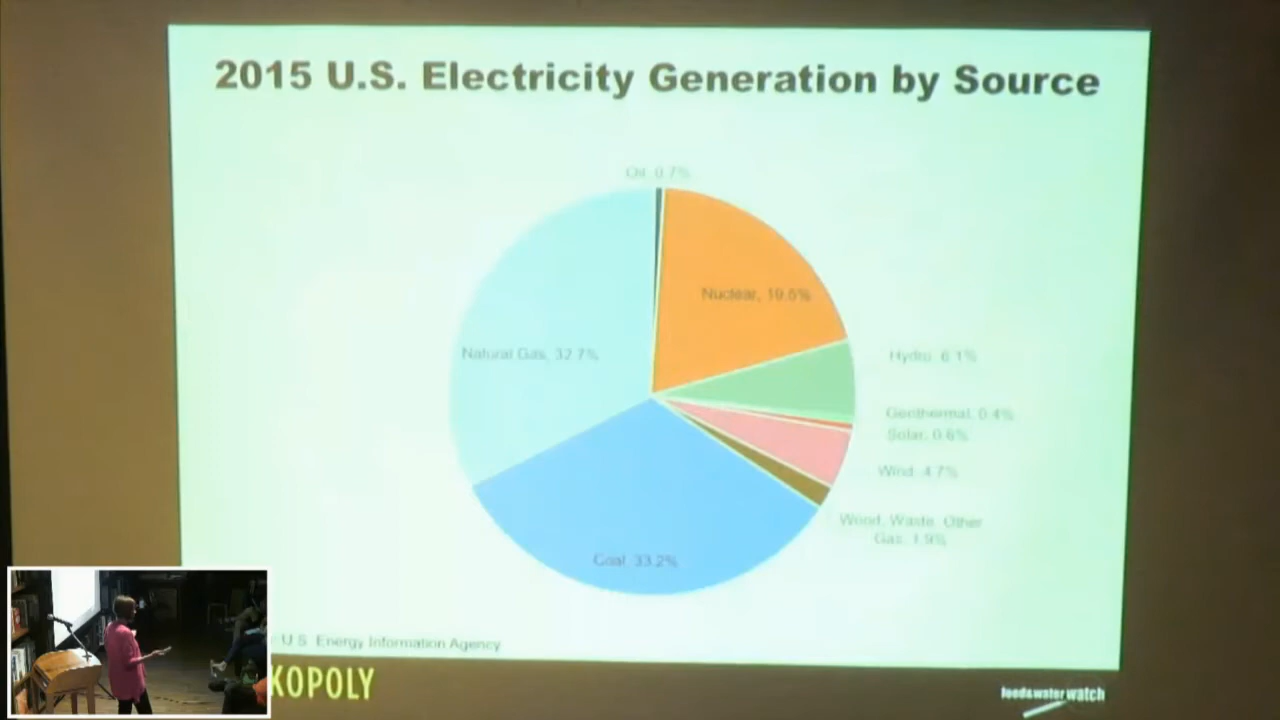 2015 U.S. Electricity Generation by Source
Oil, 0.7%
Nuclear, 19.5%
Natural Gas, 32.7%
Hydro, 6.1%
Geothermal, 0.4%
Solar, 0.6%
Wind, 4.7%
Wood, Waste, Other
Gas, 1.9%
Coal, 33.2%
U.S. Energy Information Agency
KOPOLY
food&waterwatch